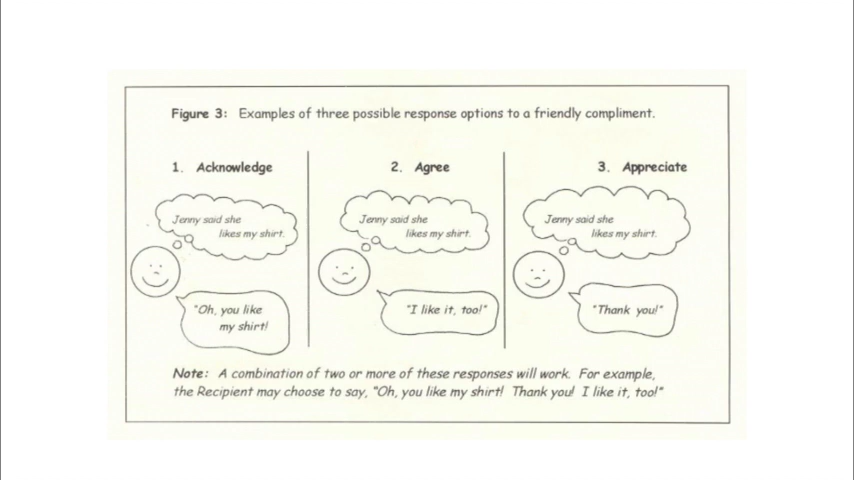 Figure 3: Examples of three possible response options to a friendly compliment.
1. Acknowledge
Jenny said she
likes my shirt.
"Oh, you like
my shirt!
2. Agree
Jenny said she
likes my shirt.
"I like it, too!"
3. Appreciate
Jenny said she
likes my shirt.
"Thank you!"
Note: A combination of two or more of these responses will work. For example,
the Recipient may choose to say, "Oh, you like my shirt! Thank you! I like it, too!"